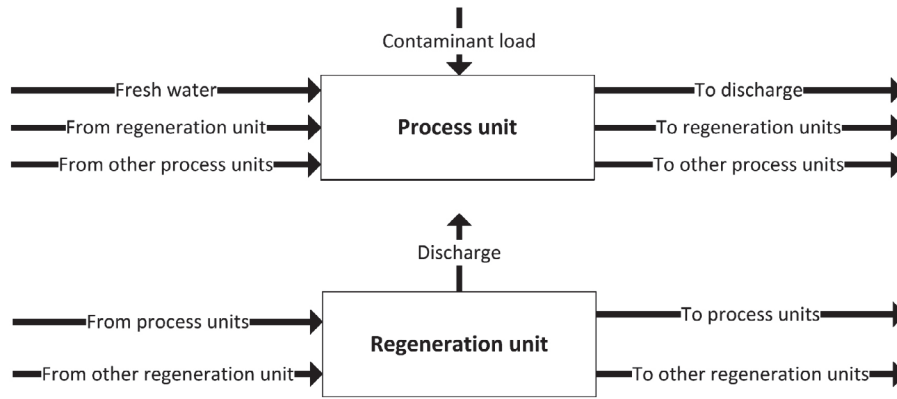 Contaminant load
Fresh water
Process unit
To discharge
From regeneration unit
To regeneration units
From other process units
To other process units
Discharge
From process units
Regeneration unit
To process units
From other regeneration unit
To other regeneration units